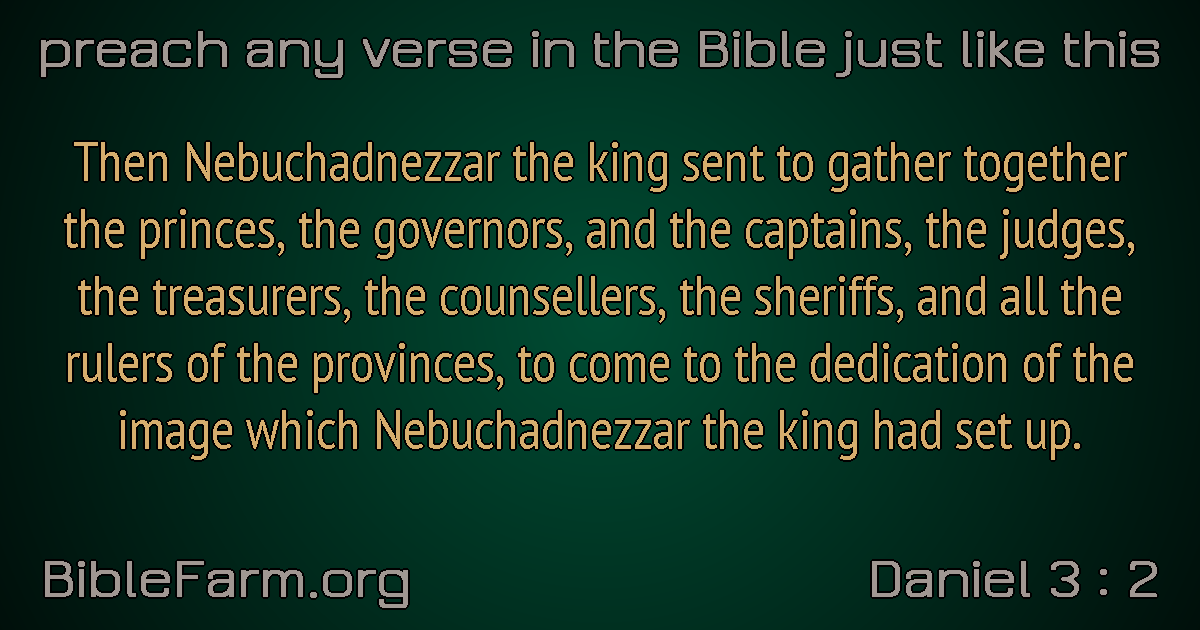 preach any verse in the Bible just like this
Then Nebuchadnezzar the king sent to gather together
the princes, the governors, and the captains, the judges,
the treasurers, the counsellers, the sheriffs, and all the
rulers of the provinces, to come to the dedication of the
image which Nebuchadnezzar the king had set up.
BibleFarm.org
Daniel 3 : 2